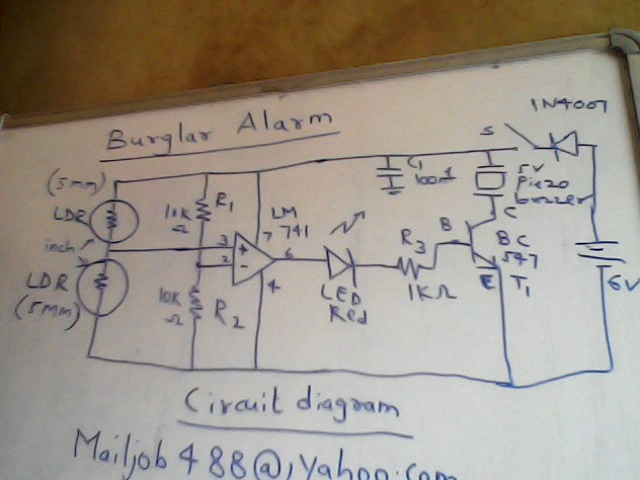 Burglar Alarm
1N4007
S
(5mm)
LDR
inch
LDR
(5mm)
10K
Ω
R1
10K
Ω
R2
LM
741
3
2
7
6
4
+
-
LED
Red
R3
1KΩ
C1
5V
Piezo
buzzer
B
C
E
BC
547
T1
6V
Circuit diagram
Mailjob488@yahoo.com